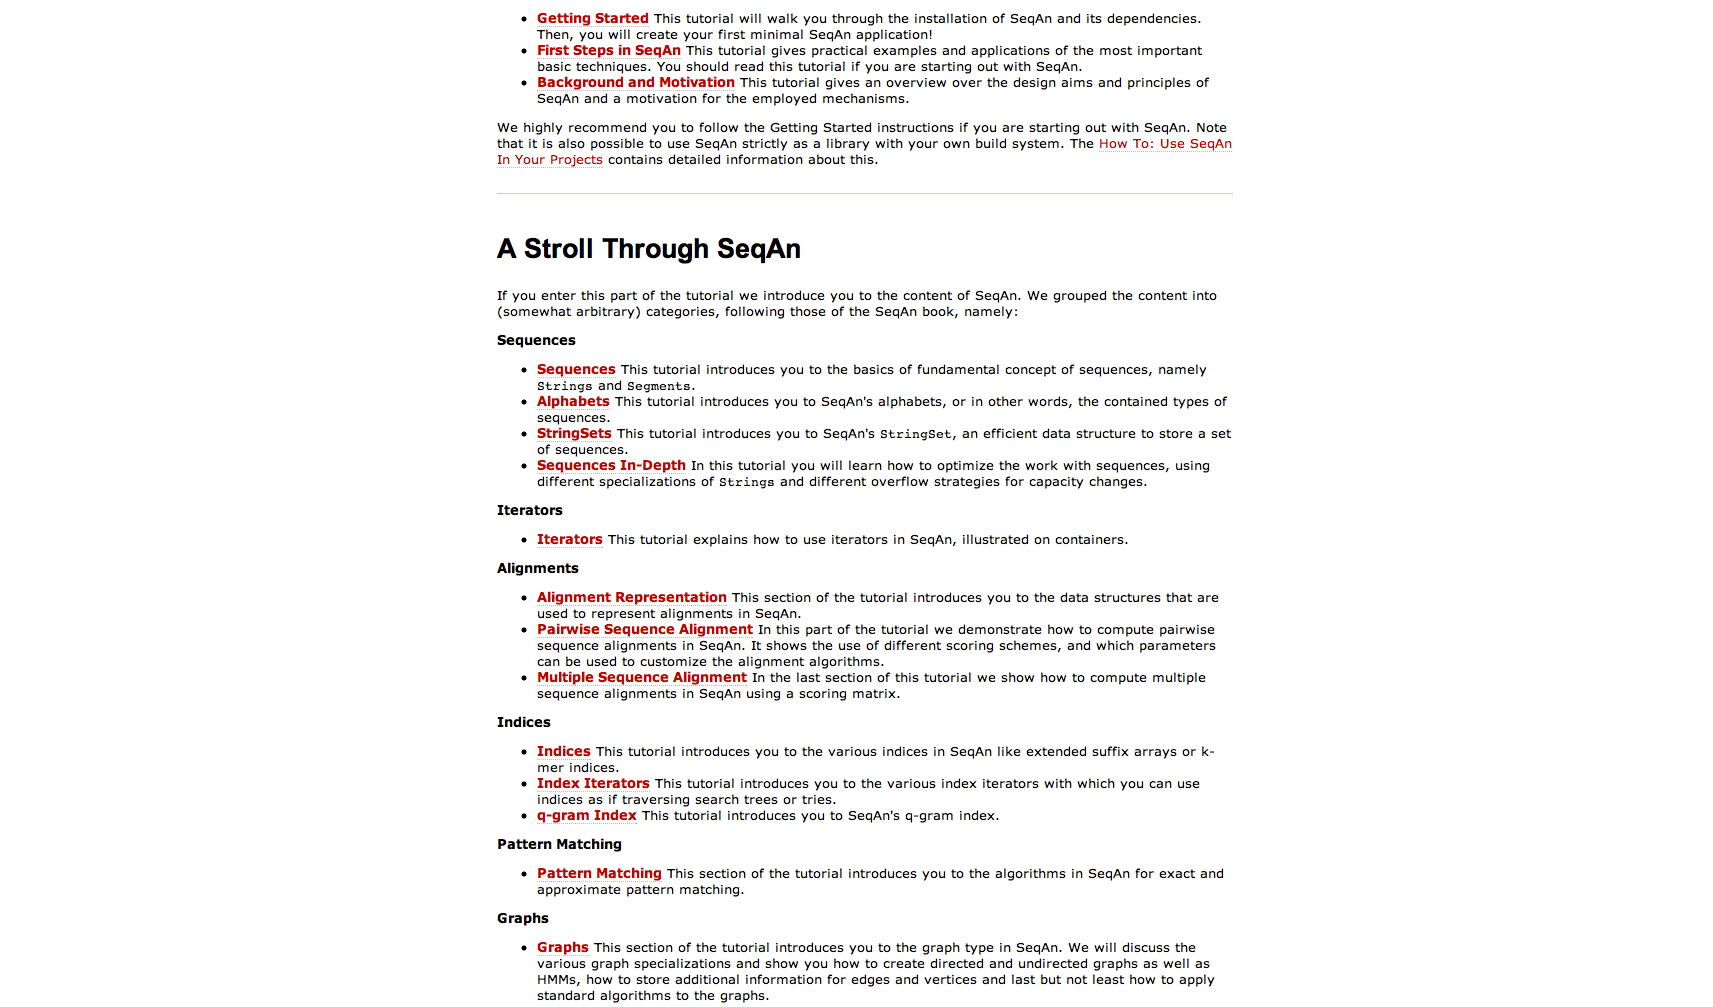 Getting Started This tutorial will walk you through the installation of SeqAn and its dependencies.
Then, you will create your first minimal SeqAn application!
First Steps in SeqAn This tutorial gives practical examples and applications of the most important
basic techniques. You should read this tutorial if you are starting out with SeqAn.
Background and Motivation This tutorial gives an overview over the design aims and principles of
SeqAn and a motivation for the employed mechanisms.
We highly recommend you to follow the Getting Started instructions if you are starting out with SeqAn. Note
that it is also possible to use SeqAn strictly as a library with your own build system. The How To: Use SeqAn
In Your Projects contains detailed information about this.
A Stroll Through SeqAn
If you enter this part of the tutorial we introduce you to the content of SeqAn. We grouped the content into
(somewhat arbitrary) categories, following those of the SeqAn book, namely:
Sequences
Sequences This tutorial introduces you to the basics of fundamental concept of sequences, namely
Strings and Segments.
Alphabets This tutorial introduces you to SeqAn's alphabets, or in other words, the contained types of
sequences.
StringSets This tutorial introduces you to SeqAn's StringSet, an efficient data structure to store a set
of sequences.
Sequences In-Depth In this tutorial you will learn how to optimize the work with sequences, using
different specializations of Strings and different overflow strategies for capacity changes.
Iterators
Iterators This tutorial explains how to use iterators in SeqAn, illustrated on containers.
Alignments
Alignment Representation This section of the tutorial introduces you to the data structures that are
used to represent alignments in SeqAn.
Pairwise Sequence Alignment In this part of the tutorial we demonstrate how to compute pairwise
sequence alignments in SeqAn. It shows the use of different scoring schemes, and which parameters
can be used to customize the alignment algorithms.
Multiple Sequence Alignment In the last section of this tutorial we show how to compute multiple
sequence alignments in SeqAn using a scoring matrix.
Indices
Indices This tutorial introduces you to the various indices in SeqAn like extended suffix arrays or k-
mer indices.
Index Iterators This tutorial introduces you to the various index iterators with which you can use
indices as if traversing search trees or tries.
q-gram Index This tutorial introduces you to SeqAn's q-gram index.
Pattern Matching
Pattern Matching This section of the tutorial introduces you to the algorithms in SeqAn for exact and
approximate pattern matching.
Graphs
Graphs This section of the tutorial introduces you to the graph type in SeqAn. We will discuss the
various graph specializations and show you how to create directed and undirected graphs as well as
HMMs, how to store additional information for edges and vertices and last but not least how to apply
standard algorithms to the graphs.